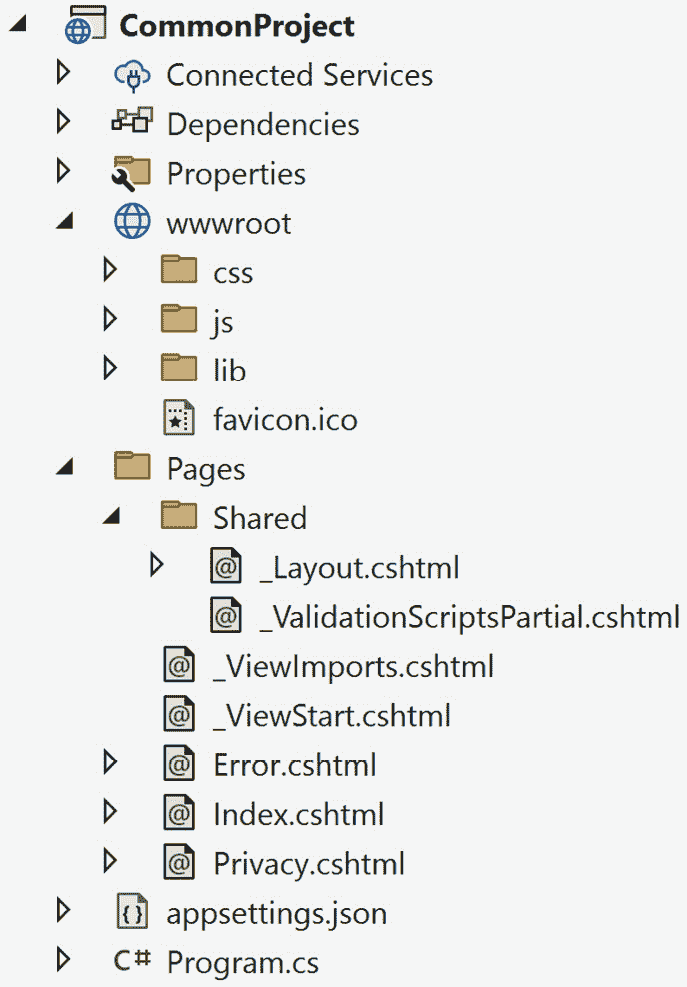 CommonProject
Connected Services
Dependencies
Properties
wwwroot
css
js
lib
favicon.ico
Pages
Shared
_Layout.cshtml
_ValidationScriptsPartial.cshtml
_ViewImports.cshtml
_ViewStart.cshtml
Error.cshtml
Index.cshtml
Privacy.cshtml
appsettings.json
C# Program.cs